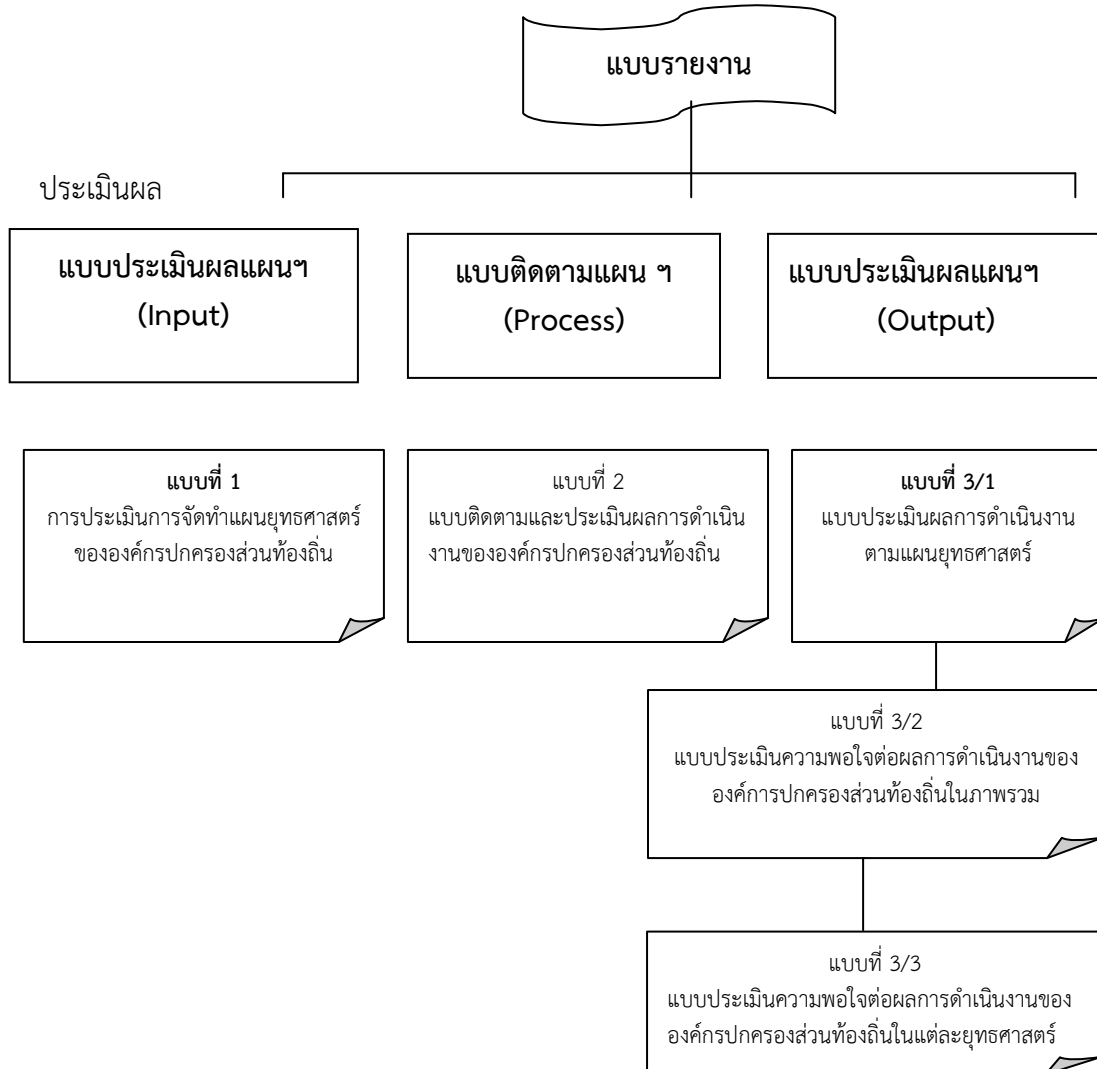 แบบรายงาน
ประเมินผล
แบบประเมินผลแผนฯ
(Input)
แบบติดตามแผน ฯ
(Process)
แบบประเมินผลแผนฯ
(Output)
แบบที่ 1
การประเมินการจัดทำแผนยุทธศาสตร์
ขององค์กรปกครองส่วนท้องถิ่น
แบบที่ 2
แบบติดตามและประเมินผลการดำเนิน
งานขององค์กรปกครองส่วนท้องถิ่น
แบบที่ 3/1
แบบประเมินผลการดำเนินงาน
ตามแผนยุทธศาสตร์
แบบที่ 3/2
แบบประเมินความพอใจต่อผลการดำเนินงานของ
องค์การปกครองส่วนท้องถิ่นในภาพรวม
แบบที่ 3/3
แบบประเมินความพอใจต่อผลการดำเนินงานของ
องค์กรปกครองส่วนท้องถิ่นในแต่ละยุทธศาสตร์